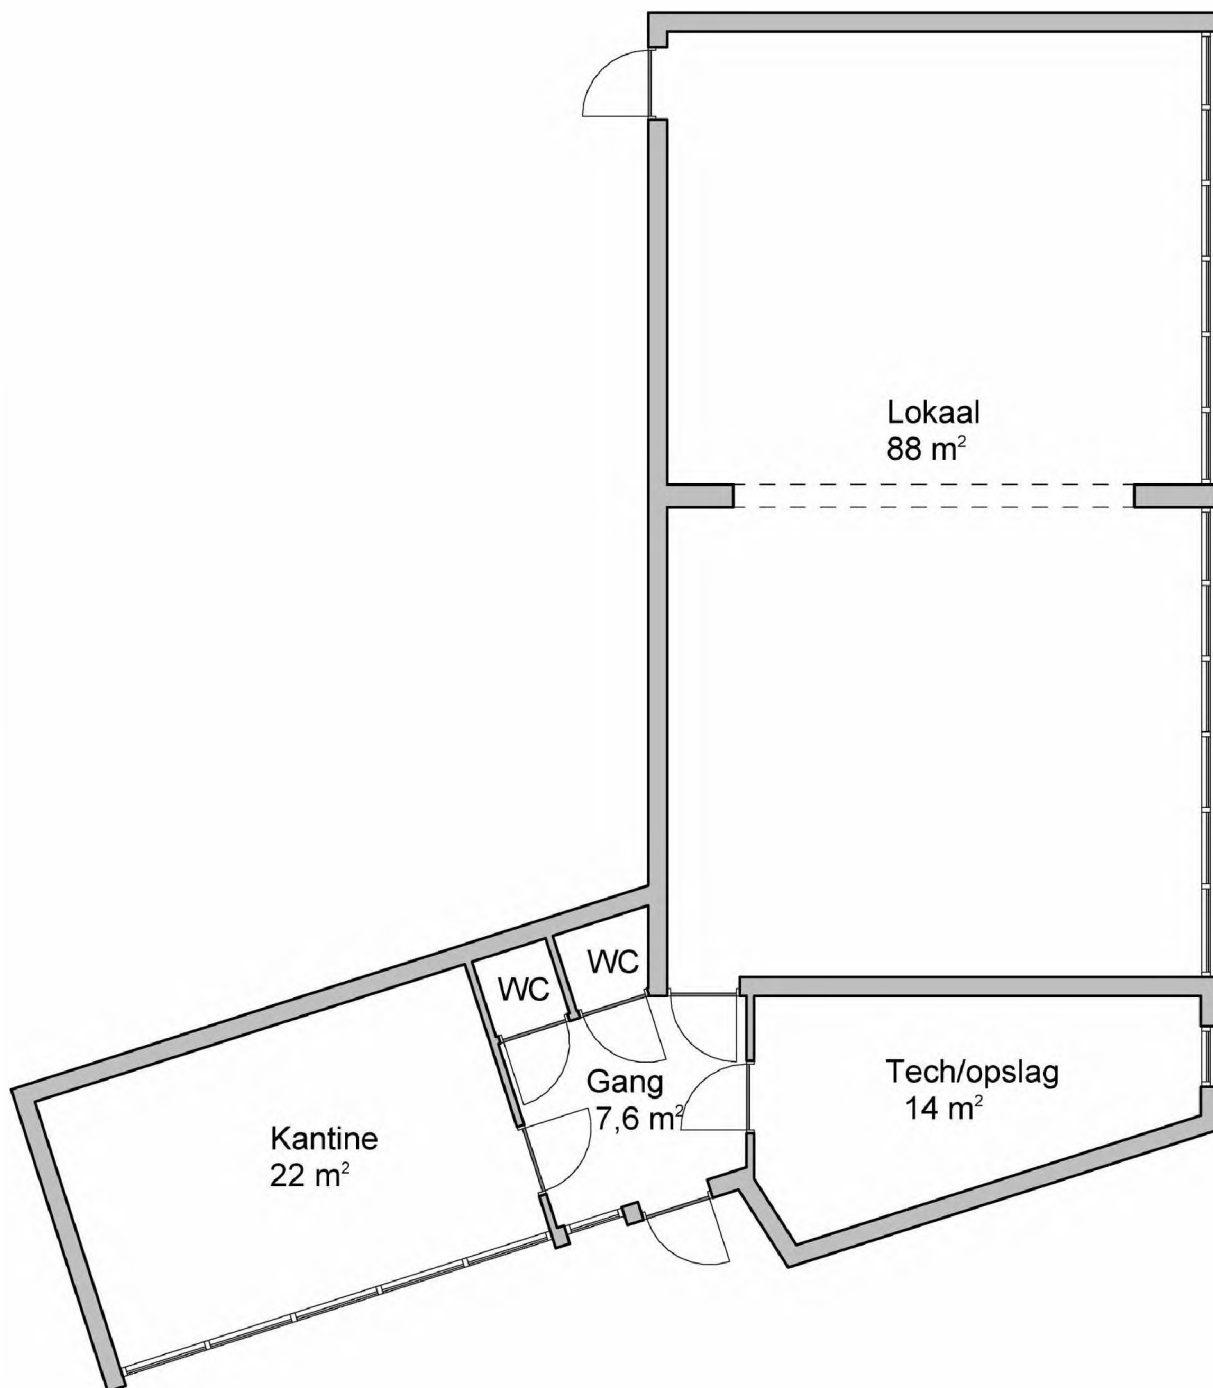 Lokaal
88 m²
WC
WC
Gang
7,6 m²
Tech/opslag
14 m²
Kantine
22 m²